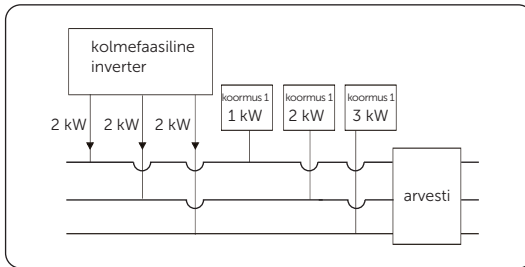 kolmefaasiline
inverter
koormus 1
1 kW
koormus 1
2 kW
koormus 1
3 kW
2 kW
2 kW
2 kW
arvesti